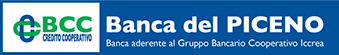 BCC
CREDITO COOPERATIVO
Banca del PICENO
Banca aderente al Gruppo Bancario Cooperativo Iccrea